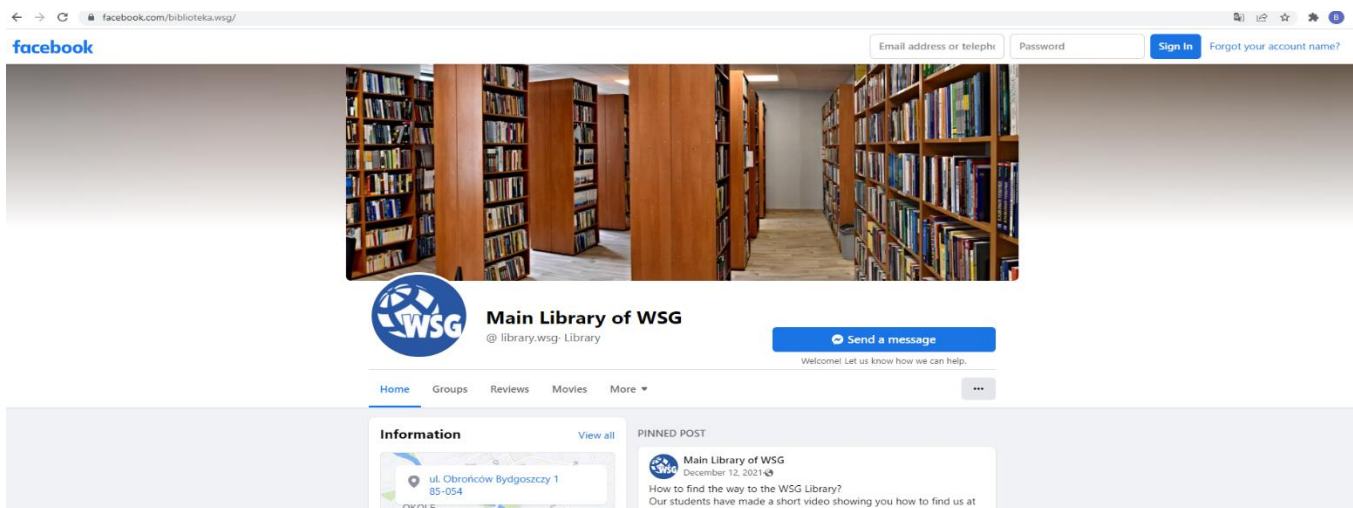 facebook.com/biblioteka.wsg/
B
facebook
Email address or telepho
Password
Sign In
Forgot your account name?
WSG
Main Library of WSG
@ library.wsg· Library
Send a message
Welcome! Let us know how we can help.
Home Groups Reviews Movies More
Information
View all
ul. Obrońców Bydgoszczy 1
85-054
OKOLE
PINNED POST
WSG
Main Library of WSG
December 12, 2021
How to find the way to the WSG Library?
Our students have made a short video showing you how to find us at